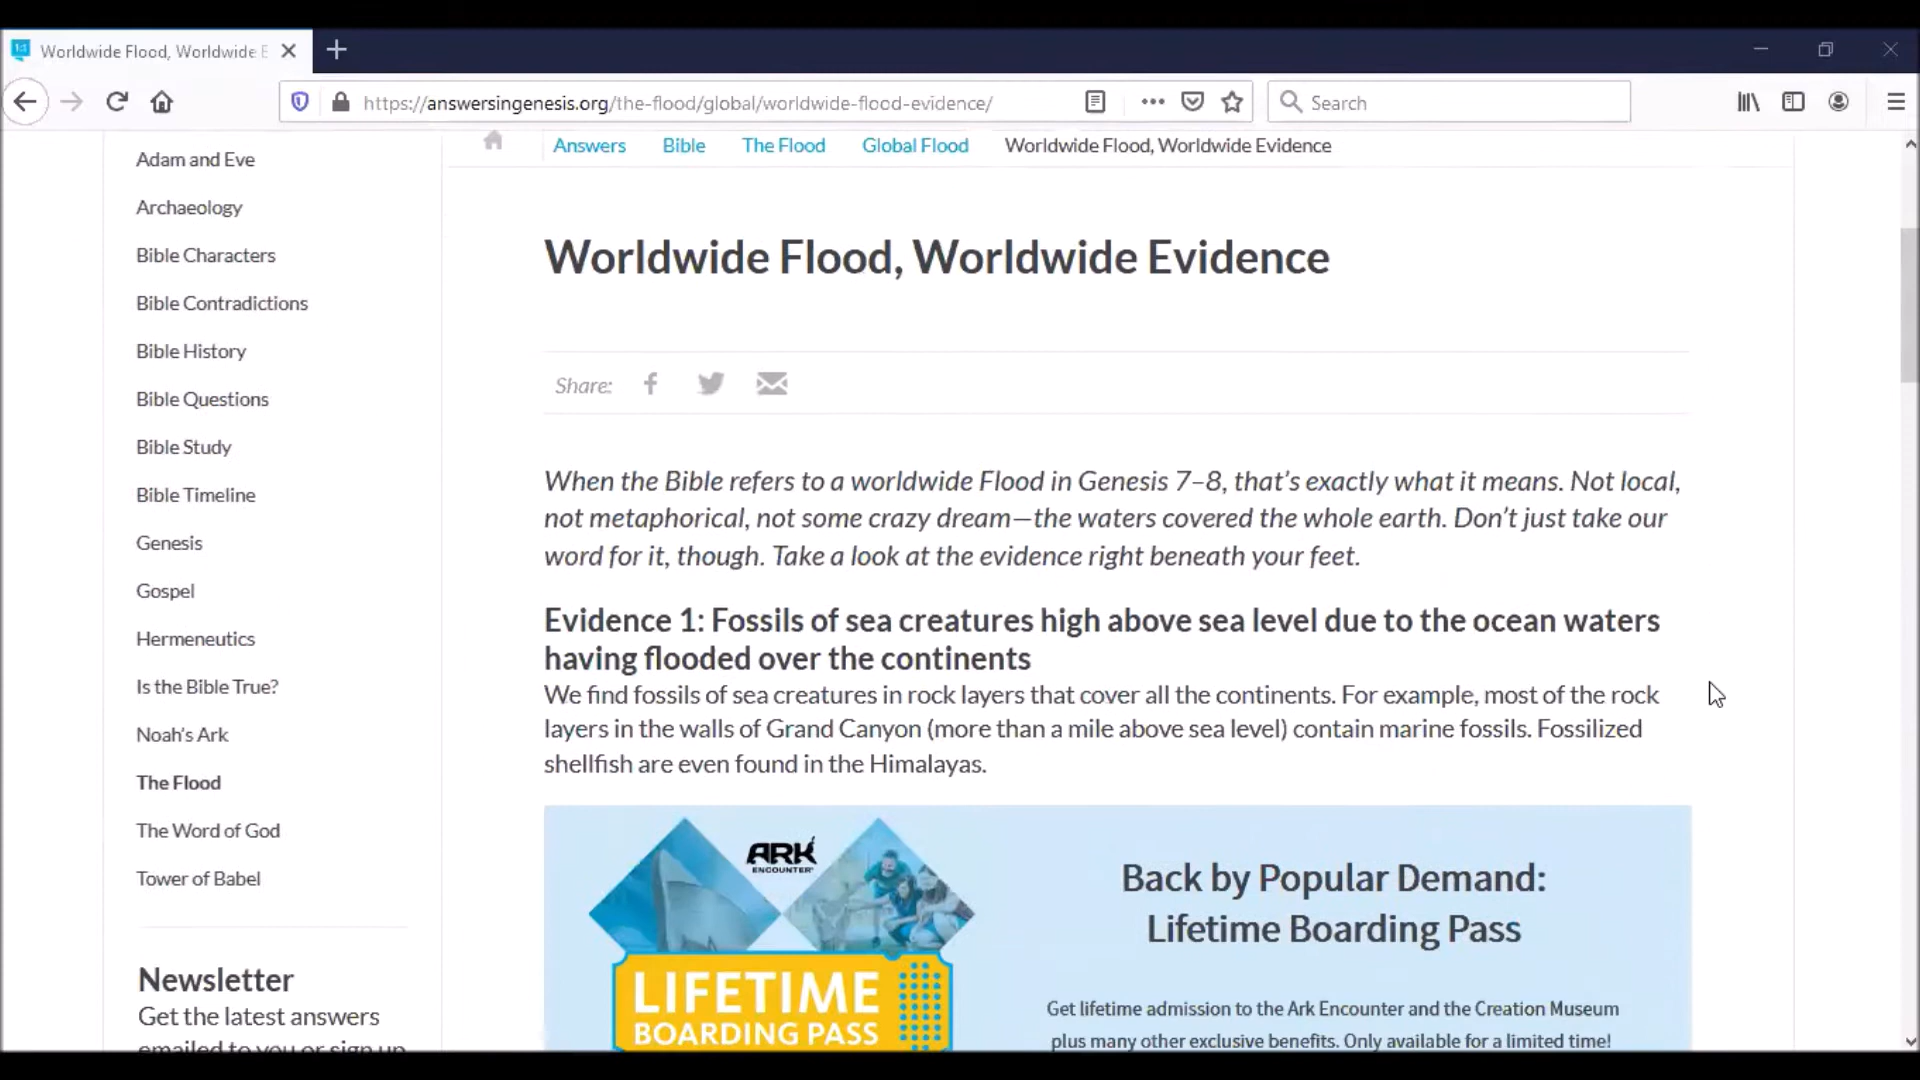 Worldwide Flood, Worldwide E
https://answersingenesis.org/the-flood/global/worldwide-flood-evidence/
Search
Answers Bible The Flood Global Flood Worldwide Flood, Worldwide Evidence
Adam and Eve
Archaeology
Bible Characters
Bible Contradictions
Bible History
Bible Questions
Bible Study
Bible Timeline
Genesis
Gospel
Hermeneutics
Is the Bible True?
Noah's Ark
The Flood
The Word of God
Tower of Babel
Newsletter
Get the latest answers
emailed to you or sign up
Worldwide Flood, Worldwide Evidence
Share:
When the Bible refers to a worldwide Flood in Genesis 7–8, that's exactly what it means. Not local,
not metaphorical, not some crazy dream—the waters covered the whole earth. Don't just take our
word for it, though. Take a look at the evidence right beneath your feet.
Evidence 1: Fossils of sea creatures high above sea level due to the ocean waters
having flooded over the continents
We find fossils of sea creatures in rock layers that cover all the continents. For example, most of the rock
layers in the walls of Grand Canyon (more than a mile above sea level) contain marine fossils. Fossilized
shellfish are even found in the Himalayas.
ARK
ENCOUNTER
LIFETIME
BOARDING PASS
Back by Popular Demand:
Lifetime Boarding Pass
Get lifetime admission to the Ark Encounter and the Creation Museum
plus many other exclusive benefits. Only available for a limited time!